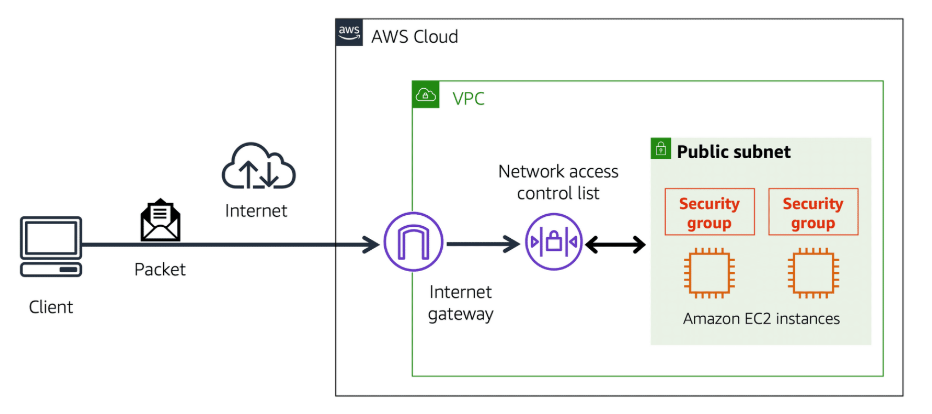 aws
AWS Cloud
VPC
Public subnet
Network access
control list
Security
group
Security
group
Internet
Packet
Client
Internet
gateway
Amazon EC2 instances